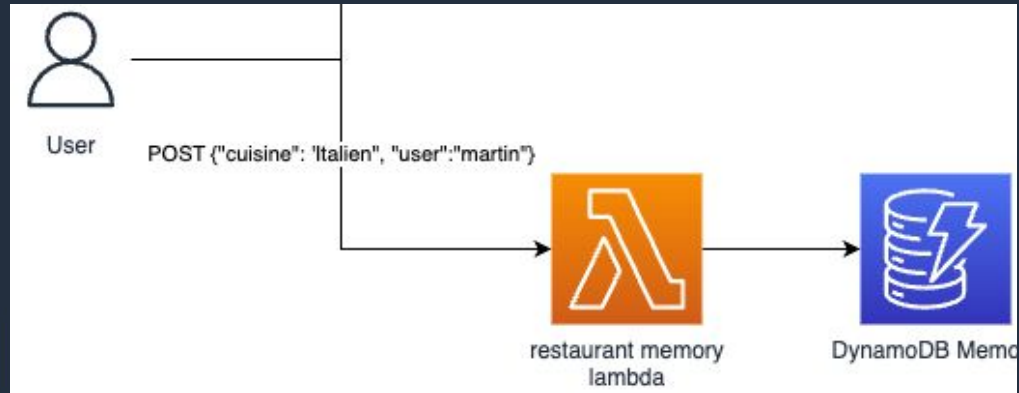 User
POST {"cuisine": 'Italien", "user":"martin"}
restaurant memory
lambda
DynamoDB Memo